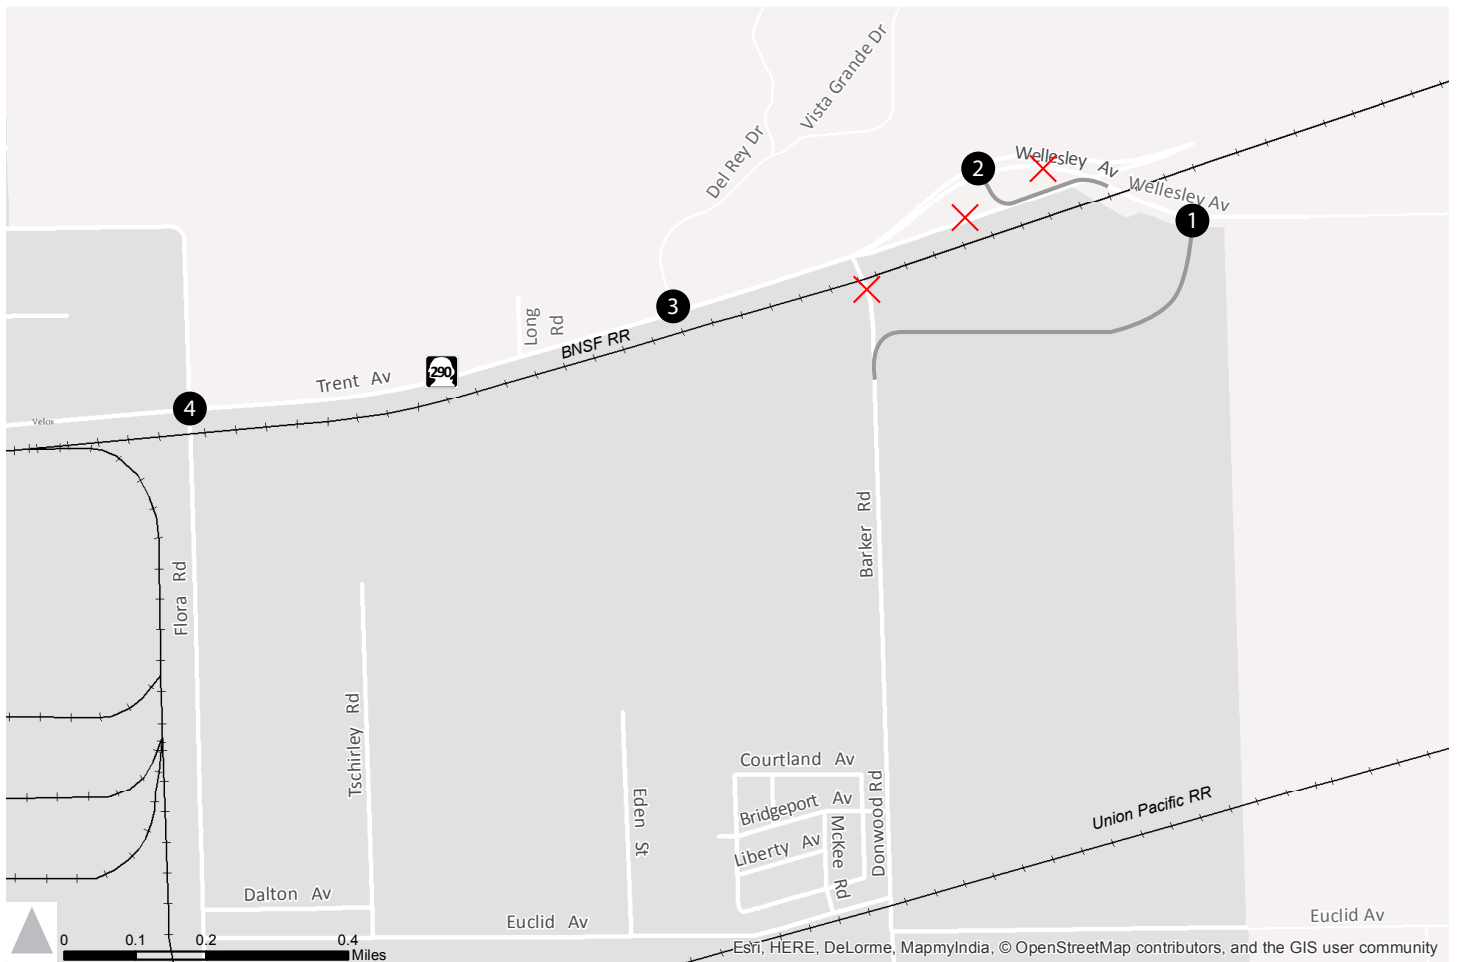 Vista Grande Dr
Del Rey Dr
Wellesley Av
2
Wellesley Av
1
3
Long Rd
BNSF RR
290
Trent Av
4
Velox
Barker Rd
Flora Rd
Tschirley Rd
Courtland Av
Eden St
Bridgeport Av
Donwood Rd
Union Pacific RR
McKee Rd
Liberty Av
Dalton Av
Euclid Av
Euclid Av
0 0.1 0.2 0.4
Miles
Esri, HERE, DeLorme, MapmyIndia, © OpenStreetMap contributors, and the GIS user community